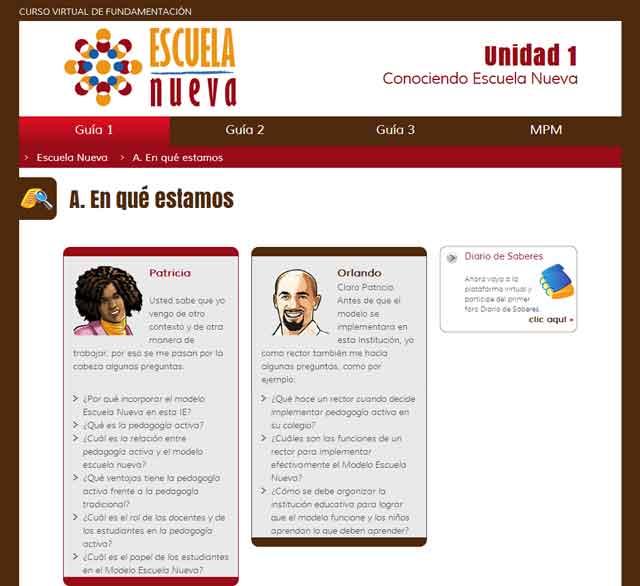 CURSO VIRTUAL DE FUNDAMENTACIÓN
ESCUELA
nueva
Unidad 1
Conociendo Escuela Nueva
Guía 1
Guía 2
Guía 3
MPM
> Escuela Nueva > A. En qué estamos
A. En qué estamos
Patricia
Usted sabe que yo
vengo de otro
contexto y de otra
manera de
trabajar, por eso se me pasan por la
cabeza algunas preguntas:
> ¿Por qué incorporar el modelo
Escuela Nueva en esta IE?
> ¿Qué es la pedagogía activa?
> ¿Cuál es la relación entre
pedagogía activa y el modelo
escuela nueva?
> ¿Qué ventajas tiene la pedagogía
activa frente a la pedagogía
tradicional?
> ¿Cuál es el rol de los docentes y de
los estudiantes en la pedagogía
activa?
> ¿Cuál es el papel de los estudiantes
en el Modelo Escuela Nueva?
Orlando
Claro Patricia.
Antes de que el
modelo se
implementara en
esta Institución, yo
como rector también me hacía
algunas preguntas, como por
ejemplo:
> ¿Qué hace un rector cuando decide
implementar pedagogía activa en
su colegio?
> ¿Cuáles son las funciones de un
rector para implementar
efectivamente el Modelo Escuela
Nueva?
> ¿Cómo se debe organizar la
institución educativa para lograr
que el modelo funcione y los niños
aprendan lo que deben aprender?
Diario de Saberes
Ahora vaya a la
plataforma virtual y
participe del primer
foro Diario de Saberes.
clic aquí »